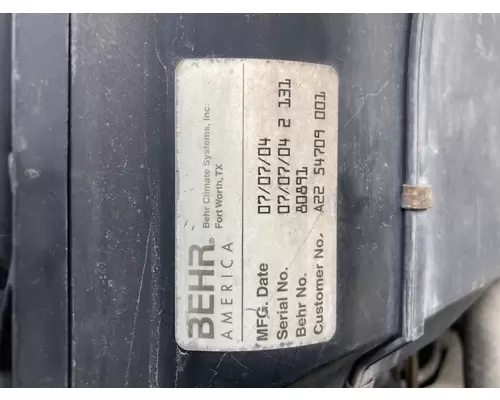 BEHR®
AMERICA
Behr Climate Systems, Inc.
Fort Worth, TX
MFG. Date 07/07/04
Serial No. 07/07/04 2 131
Behr No. 80891
Customer No. A22 54709 001